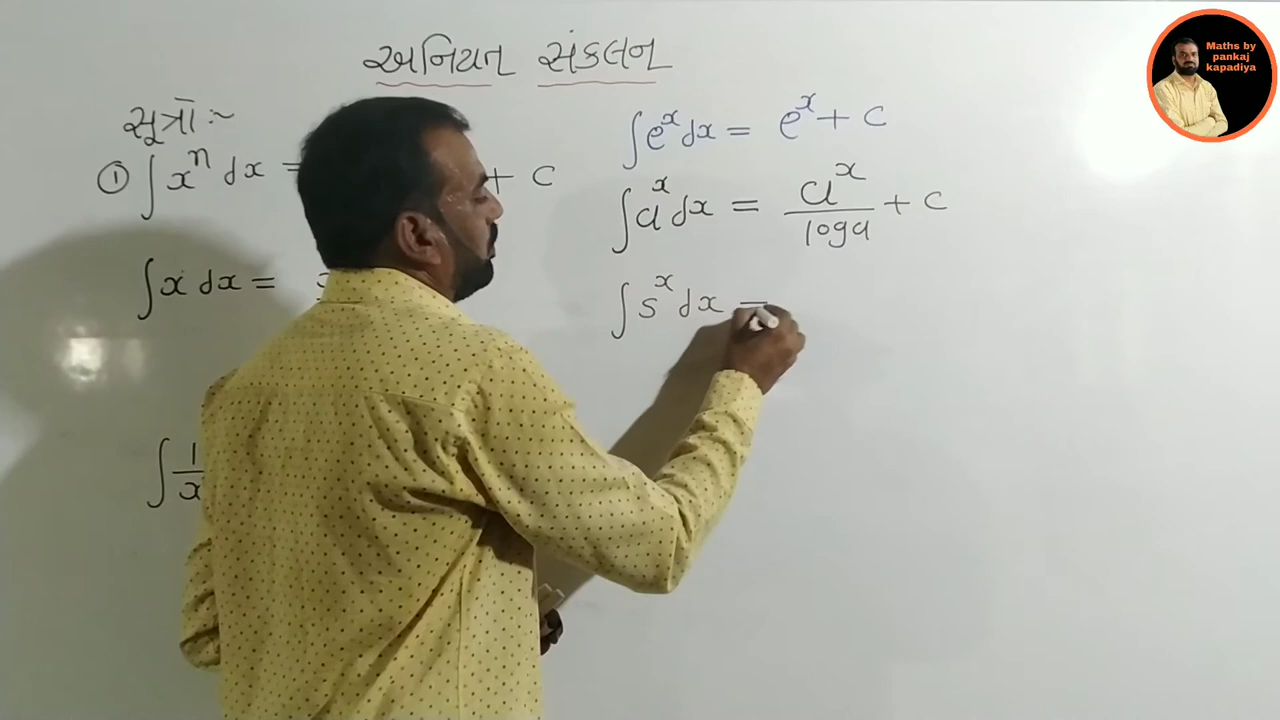 અનિયત સંકલન
સૂત્રો :~
① ∫ xⁿ dx = + c
∫ x dx =
∫ 1/x
∫ eˣ dx = eˣ + c
∫ aˣ dx = aˣ/loga + c
∫ 5ˣ dx =
Maths by
pankaj
kapadiya